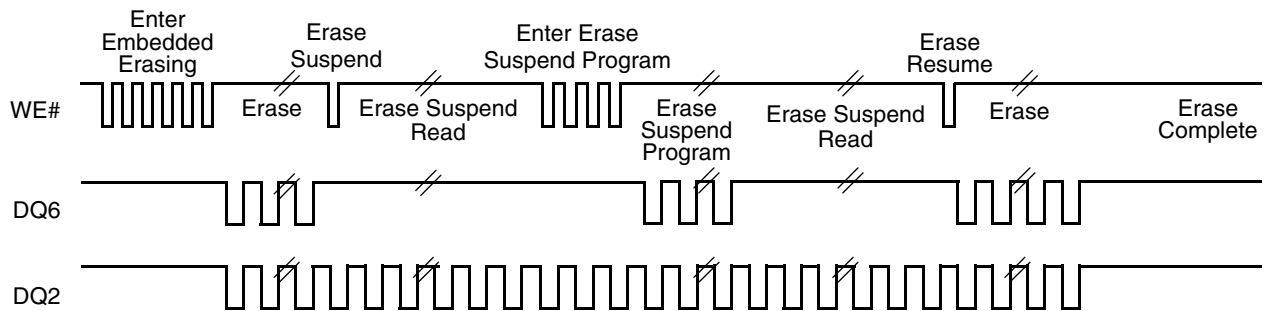 Enter
Embedded
Erasing
Erase
Suspend
Enter Erase
Suspend Program
Erase
Resume
WE#
Erase
Erase Suspend
Read
Erase
Suspend
Program
Erase Suspend
Read
Erase
Erase
Complete
DQ6
DQ2